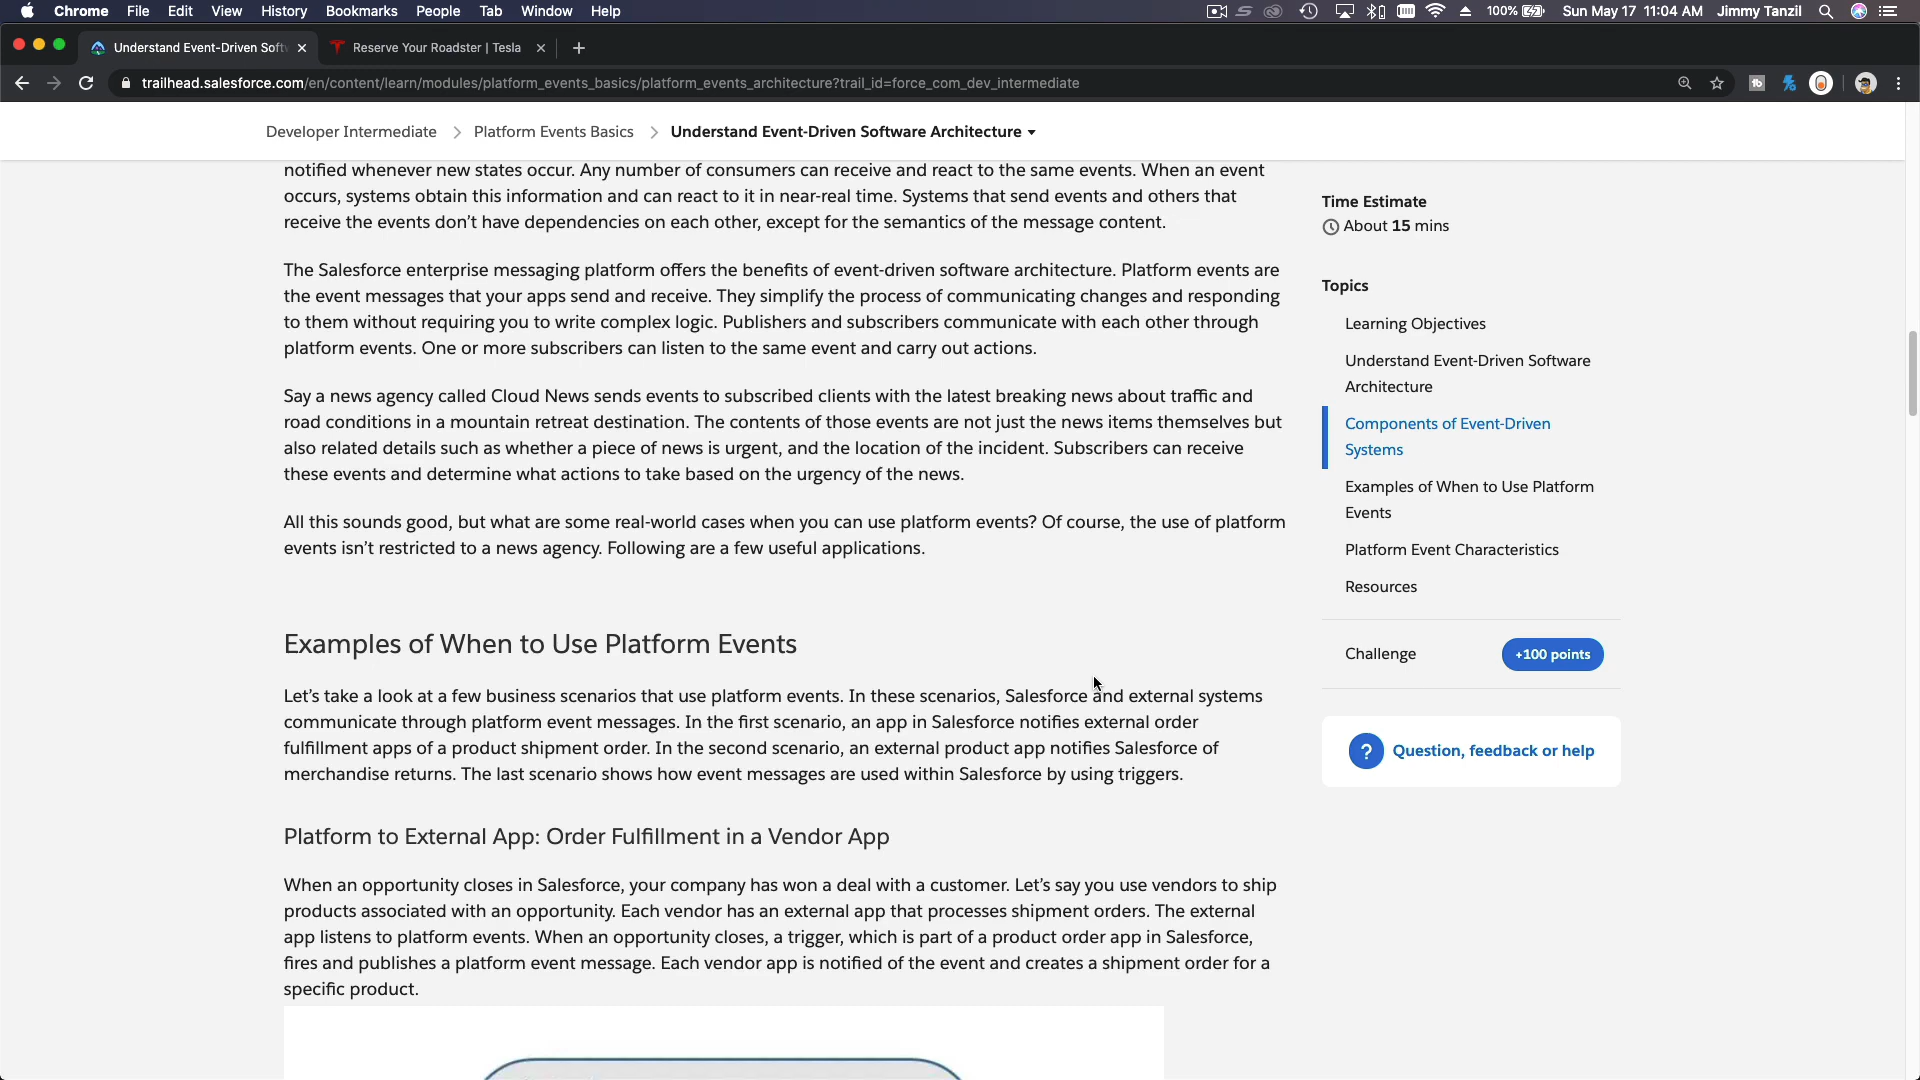 Chrome File Edit View History Bookmarks People Tab Window Help 100% Sun May 17 11:04 AM Jimmy Tanzil
Understand Event-Driven Soft Reserve Your Roadster | Tesla
trailhead.salesforce.com/en/content/learn/modules/platform_events_basics/platform_events_architecture?trail_id=force_com_dev_intermediate
Developer Intermediate > Platform Events Basics > Understand Event-Driven Software Architecture
notified whenever new states occur. Any number of consumers can receive and react to the same events. When an event
occurs, systems obtain this information and can react to it in near-real time. Systems that send events and others that
receive the events don’t have dependencies on each other, except for the semantics of the message content.
The Salesforce enterprise messaging platform offers the benefits of event-driven software architecture. Platform events are
the event messages that your apps send and receive. They simplify the process of communicating changes and responding
to them without requiring you to write complex logic. Publishers and subscribers communicate with each other through
platform events. One or more subscribers can listen to the same event and carry out actions.
Say a news agency called Cloud News sends events to subscribed clients with the latest breaking news about traffic and
road conditions in a mountain retreat destination. The contents of those events are not just the news items themselves but
also related details such as whether a piece of news is urgent, and the location of the incident. Subscribers can receive
these events and determine what actions to take based on the urgency of the news.
All this sounds good, but what are some real-world cases when you can use platform events? Of course, the use of platform
events isn’t restricted to a news agency. Following are a few useful applications.
Examples of When to Use Platform Events
Let’s take a look at a few business scenarios that use platform events. In these scenarios, Salesforce and external systems
communicate through platform event messages. In the first scenario, an app in Salesforce notifies external order
fulfillment apps of a product shipment order. In the second scenario, an external product app notifies Salesforce of
merchandise returns. The last scenario shows how event messages are used within Salesforce by using triggers.
Platform to External App: Order Fulfillment in a Vendor App
When an opportunity closes in Salesforce, your company has won a deal with a customer. Let’s say you use vendors to ship
products associated with an opportunity. Each vendor has an external app that processes shipment orders. The external
app listens to platform events. When an opportunity closes, a trigger, which is part of a product order app in Salesforce,
fires and publishes a platform event message. Each vendor app is notified of the event and creates a shipment order for a
specific product.
Time Estimate
About 15 mins
Topics
Learning Objectives
Understand Event-Driven Software
Architecture
Components of Event-Driven
Systems
Examples of When to Use Platform
Events
Platform Event Characteristics
Resources
Challenge +100 points
? Question, feedback or help